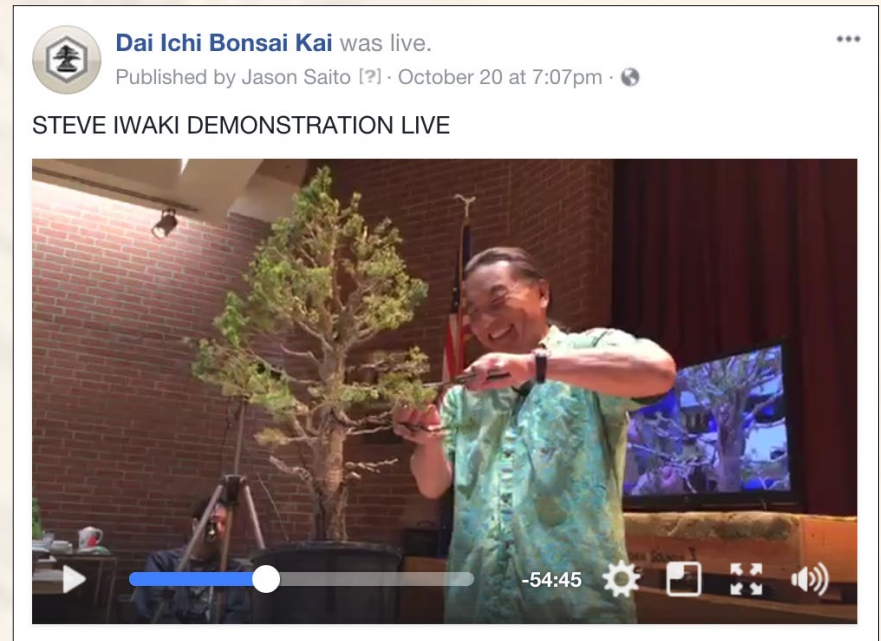 Dai Ichi Bonsai Kai was live.
Published by Jason Saito [?] · October 20 at 7:07pm ·
STEVE IWAKI DEMONSTRATION LIVE
-54:45